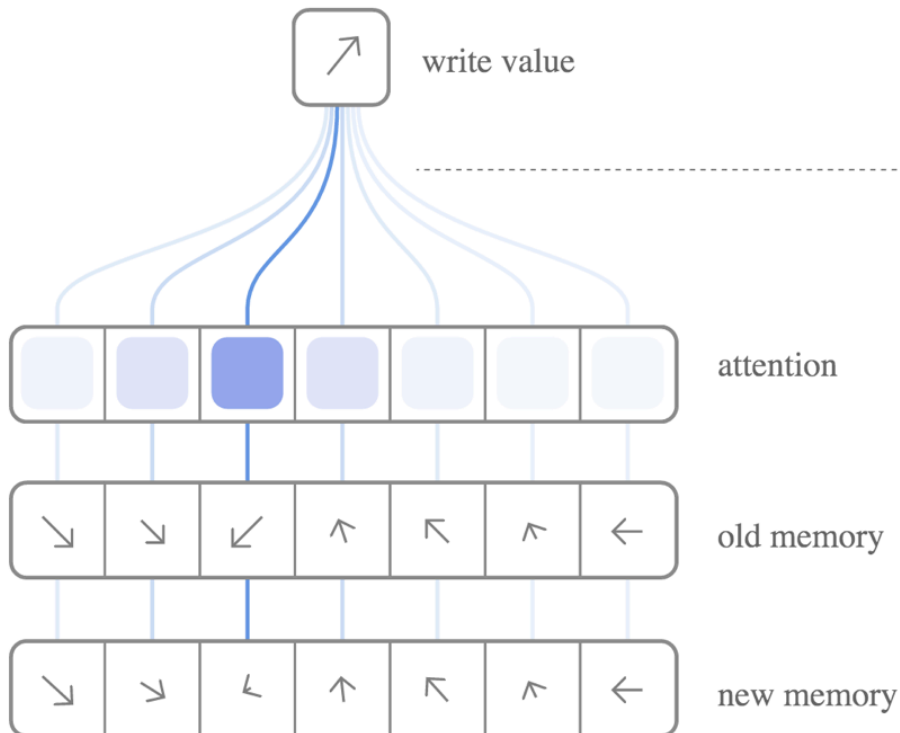 write value
attention
old memory
new memory